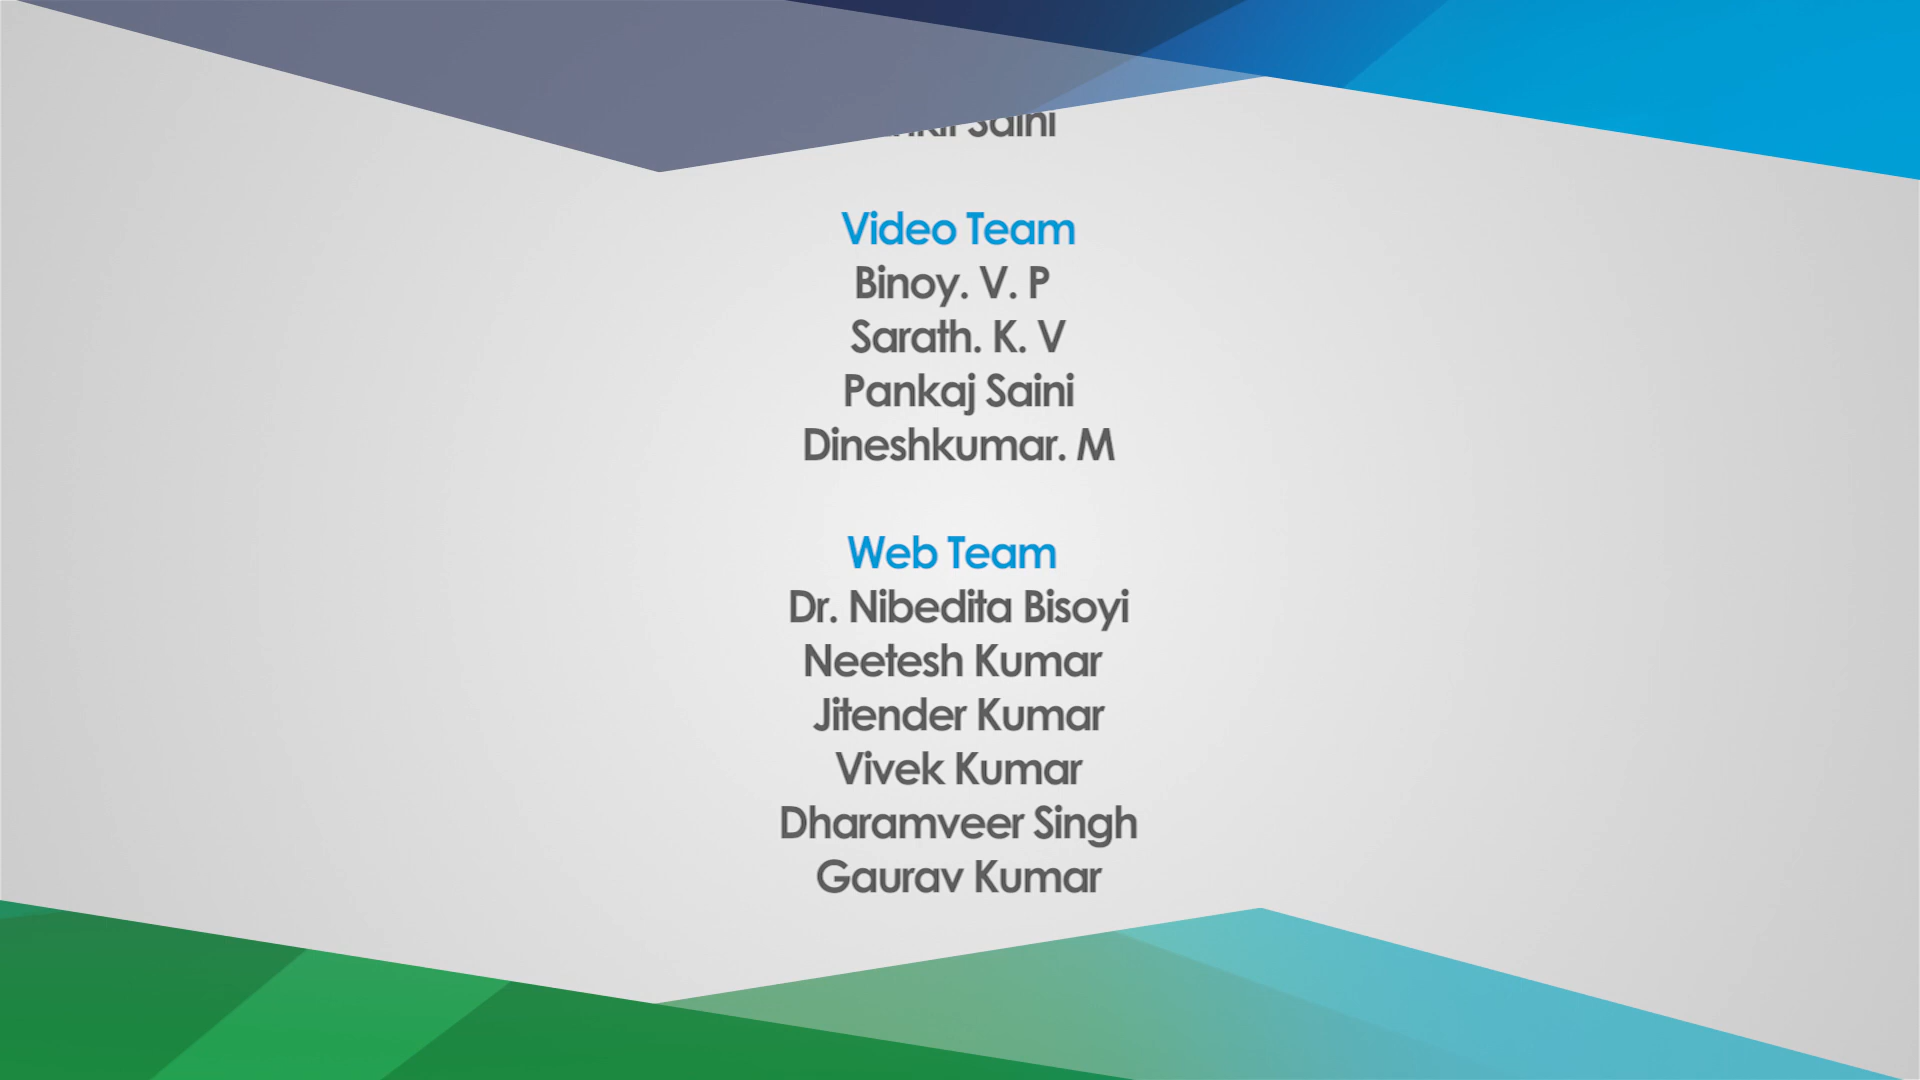 Saini
Video Team
Binoy. V. P
Sarath. K. V
Pankaj Saini
Dineshkumar. M
Web Team
Dr. Nibedita Bisoyi
Neetesh Kumar
Jitender Kumar
Vivek Kumar
Dharamveer Singh
Gaurav Kumar